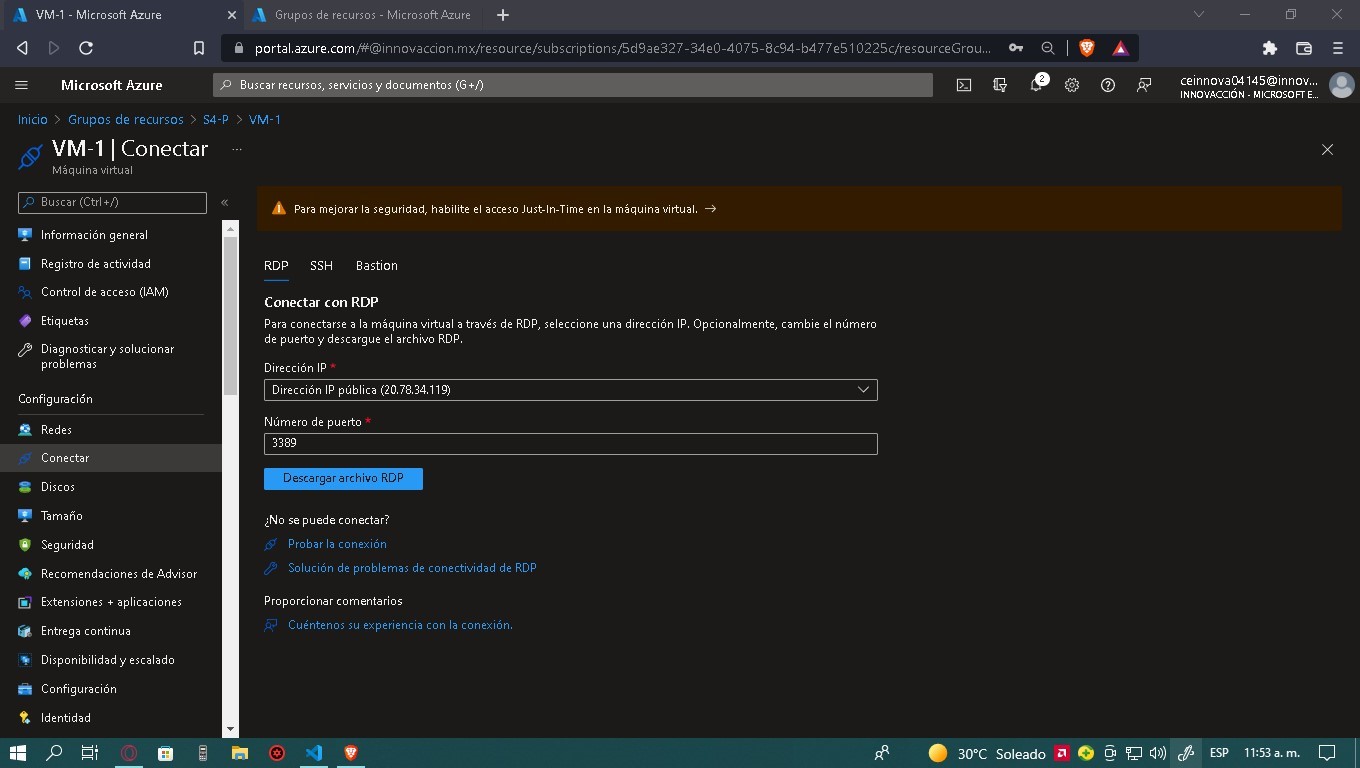 VM-1 - Microsoft Azure
Grupos de recursos - Microsoft Azure
portal.azure.com/#@innovaccion.mx/resource/subscriptions/5d9ae327-34e0-4075-8c94-b477e510225c/resourceGrou...
Microsoft Azure
Buscar recursos, servicios y documentos (G+/)
2
ceinnova04145@innov...
INNOVACCIÓN - MICROSOFT E...
Inicio > Grupos de recursos > S4-P > VM-1
VM-1 | Conectar ...
Máquina virtual
Buscar (Ctrl+/)
«
Información general
Registro de actividad
Control de acceso (IAM)
Etiquetas
Diagnosticar y solucionar
problemas
Configuración
Redes
Conectar
Discos
Tamaño
Seguridad
Recomendaciones de Advisor
Extensiones + aplicaciones
Entrega continua
Disponibilidad y escalado
Configuración
Identidad
Para mejorar la seguridad, habilite el acceso Just-In-Time en la máquina virtual. →
RDP SSH Bastion
Conectar con RDP
Para conectarse a la máquina virtual a través de RDP, seleccione una dirección IP. Opcionalmente, cambie el número
de puerto y descargue el archivo RDP.
Dirección IP *
Dirección IP pública (20.78.34.119)
Número de puerto *
3389
Descargar archivo RDP
¿No se puede conectar?
Probar la conexión
Solución de problemas de conectividad de RDP
Proporcionar comentarios
Cuéntenos su experiencia con la conexión.
30°C Soleado
ESP
11:53 a. m.